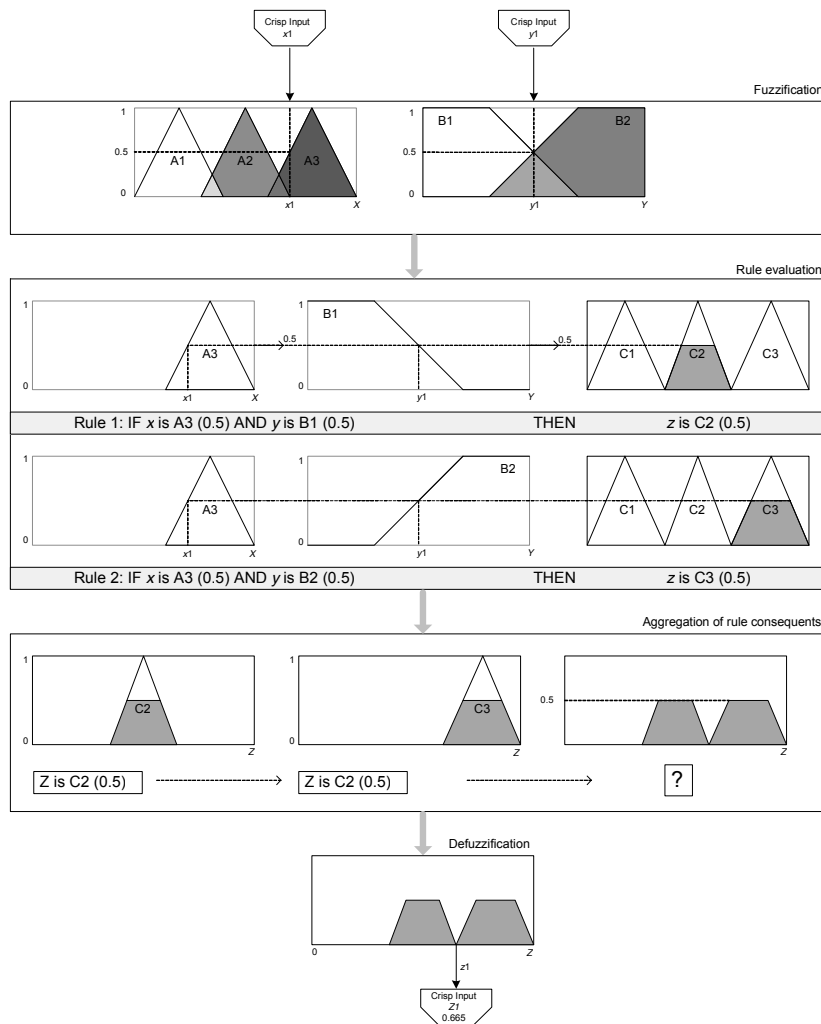 Crisp Input
x1
Crisp Input
y1
Fuzzification
1
0.5
0
A1
A2
A3
x1
X
1
0.5
0
B1
B2
y1
Y
Rule evaluation
1
0
A3
x1
X
0.5
1
0
B1
y1
Y
0.5
C1
C2
C3
Rule 1: IF x is A3 (0.5) AND y is B1 (0.5) THEN z is C2 (0.5)
1
0
A3
x1
X
1
0
B2
y1
Y
C1
C2
C3
Rule 2: IF x is A3 (0.5) AND y is B2 (0.5) THEN z is C3 (0.5)
Aggregation of rule consequents
1
0
C2
Z
1
0
C3
Z
0.5
Z
Z is C2 (0.5)
Z is C2 (0.5)
?
Defuzzification
0
Z
z1
Crisp Input
Z1
0.665